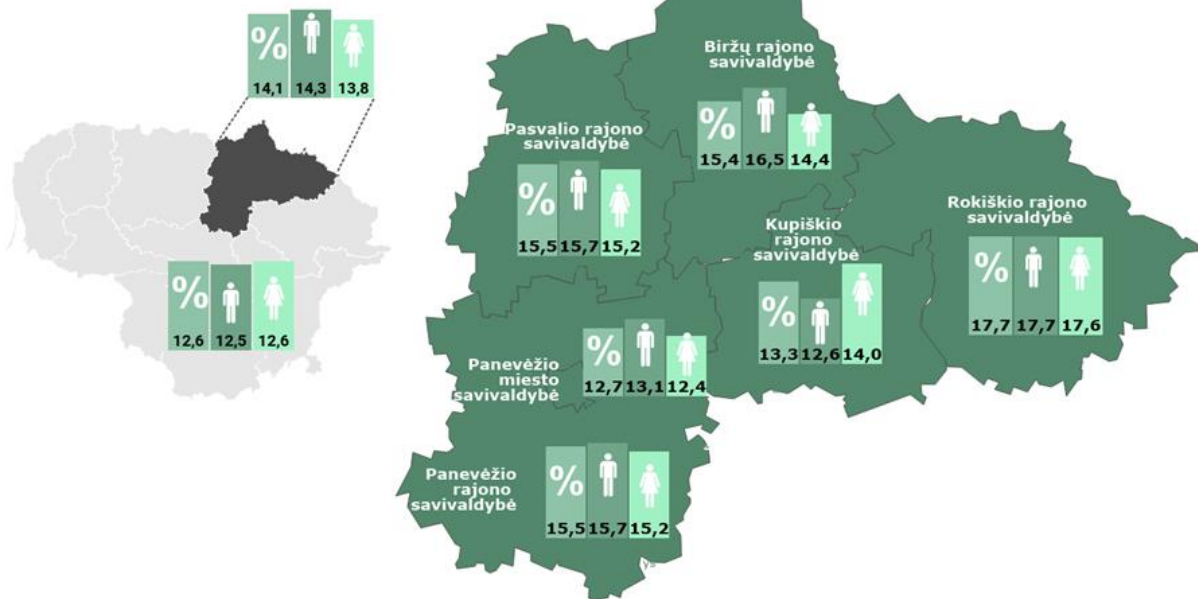 %
14,1 14,3 13,8
%
12,6 12,5 12,6
Biržų rajono
savivaldybė
%
15,4 16,5 14,4
Pasvalio rajono
savivaldybė
%
15,5 15,7 15,2
Kupiškio
rajono
savivaldybė
%
13,3 12,6 14,0
Rokiškio rajono
savivaldybė
%
17,7 17,7 17,6
Panevėžio
miesto
savivaldybė
%
12,7 13,1 12,4
Panevėžio
rajono
savivaldybė
%
15,5 15,7 15,2